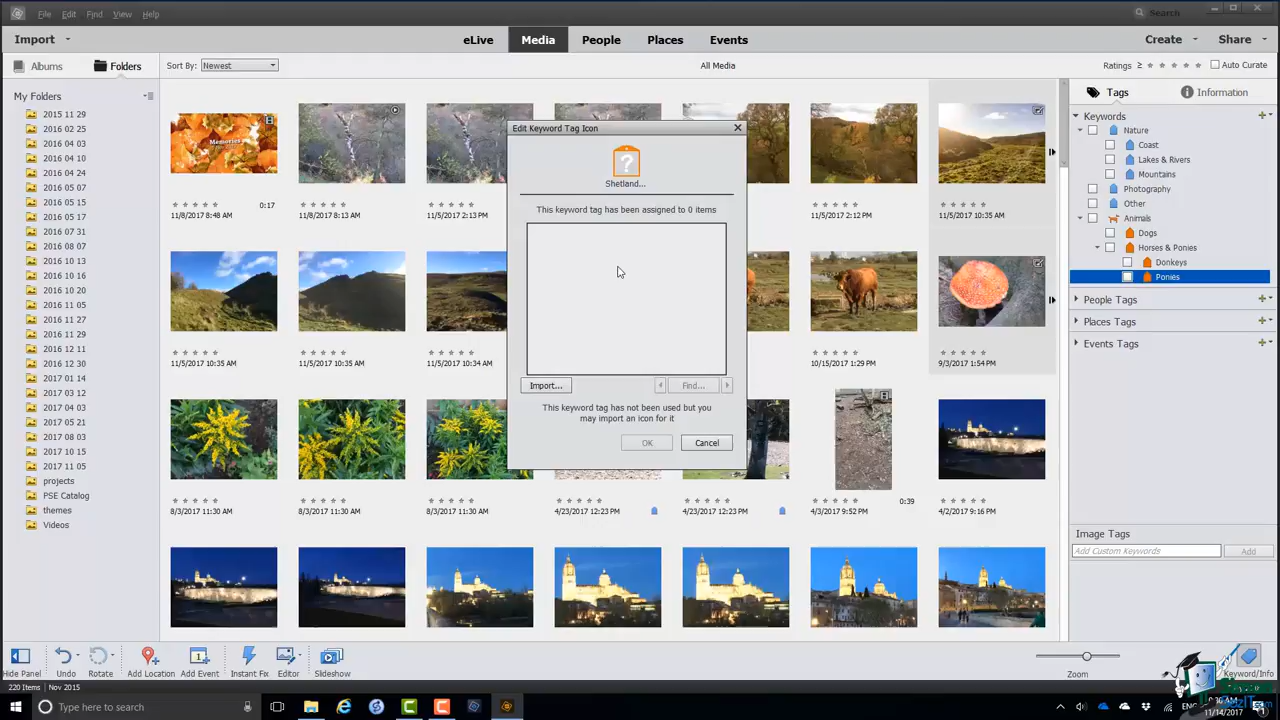 File Edit Find View Help
Search
Import
eLive Media People Places Events
Create Share
Albums Folders
Sort By: Newest
All Media
Ratings ≥ Auto Curate
My Folders
2015 11 29
2016 02 25
2016 04 03
2016 04 10
2016 04 24
2016 05 07
2016 05 15
2016 05 17
2016 07 31
2016 08 07
2016 10 13
2016 10 16
2016 10 20
2016 11 05
2016 11 27
2016 11 29
2016 12 11
2016 12 30
2017 01 14
2017 03 12
2017 04 03
2017 05 21
2017 08 03
2017 10 15
2017 11 05
projects
PSE Catalog
themes
Videos
Memories
11/8/2017 8:48 AM 0:17
11/8/2017 8:13 AM
11/5/2017 2:13 PM
11/5/2017 2:12 PM
11/5/2017 10:35 AM
11/5/2017 10:35 AM
11/5/2017 10:35 AM
11/5/2017 10:34 AM
10/15/2017 1:29 PM
9/3/2017 1:54 PM
8/3/2017 11:30 AM
8/3/2017 11:30 AM
8/3/2017 11:30 AM
4/23/2017 12:23 PM
4/23/2017 12:23 PM
4/3/2017 9:52 PM 0:39
4/2/2017 9:16 PM
Edit Keyword Tag Icon
?
Shetland...
This keyword tag has been assigned to 0 items
Import... Find...
This keyword tag has not been used but you
may import an icon for it
OK Cancel
Tags Information
Keywords
Nature
Coast
Lakes & Rivers
Mountains
Photography
Other
Animals
Dogs
Horses & Ponies
Donkeys
Ponies
People Tags
Places Tags
Events Tags
Image Tags
Add Custom Keywords Add
Hide Panel Undo Rotate Add Location Add Event Instant Fix Editor Slideshow
Zoom
Keyword/Info
220 Items Nov 2015
Type here to search
ENG
11/14/2017